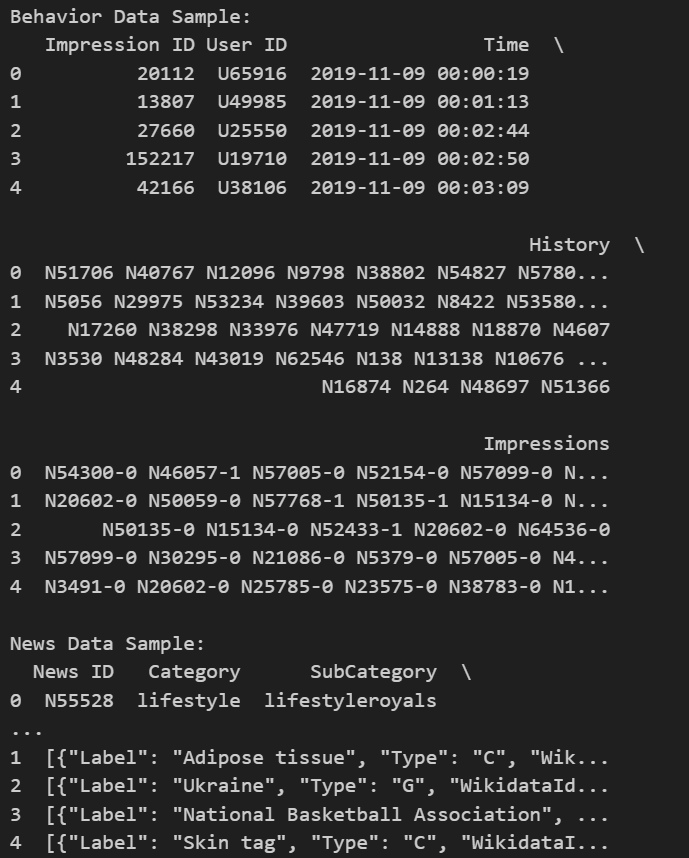 Behavior Data Sample:
   Impression ID User ID                 Time  \
0          20112  U65916  2019-11-09 00:00:19
1          13807  U49985  2019-11-09 00:01:13
2          27660  U25550  2019-11-09 00:02:44
3         152217  U19710  2019-11-09 00:02:50
4          42166  U38106  2019-11-09 00:03:09
                                             History  \
0  N51706 N40767 N12096 N9798 N38802 N54827 N5780...
1  N5056 N29975 N53234 N39603 N50032 N8422 N53580...
2    N17260 N38298 N33976 N47719 N14888 N18870 N4607
3  N3530 N48284 N43019 N62546 N138 N13138 N10676 ...
4                          N16874 N264 N48697 N51366
                                         Impressions
0  N54300-0 N46057-1 N57005-0 N52154-0 N57099-0 N...
1  N20602-0 N50059-0 N57768-1 N50135-1 N15134-0 N...
2       N50135-0 N15134-0 N52433-1 N20602-0 N64536-0
3  N57099-0 N30295-0 N21086-0 N5379-0 N57005-0 N4...
4  N3491-0 N20602-0 N25785-0 N23575-0 N38783-0 N1...
News Data Sample:
  News ID   Category      SubCategory  \
0  N55528  lifestyle  lifestyleroyals
...
1  [{"Label": "Adipose tissue", "Type": "C", "Wik...
2  [{"Label": "Ukraine", "Type": "G", "WikidataId...
3  [{"Label": "National Basketball Association", ...
4  [{"Label": "Skin tag", "Type": "C", "WikidataI...